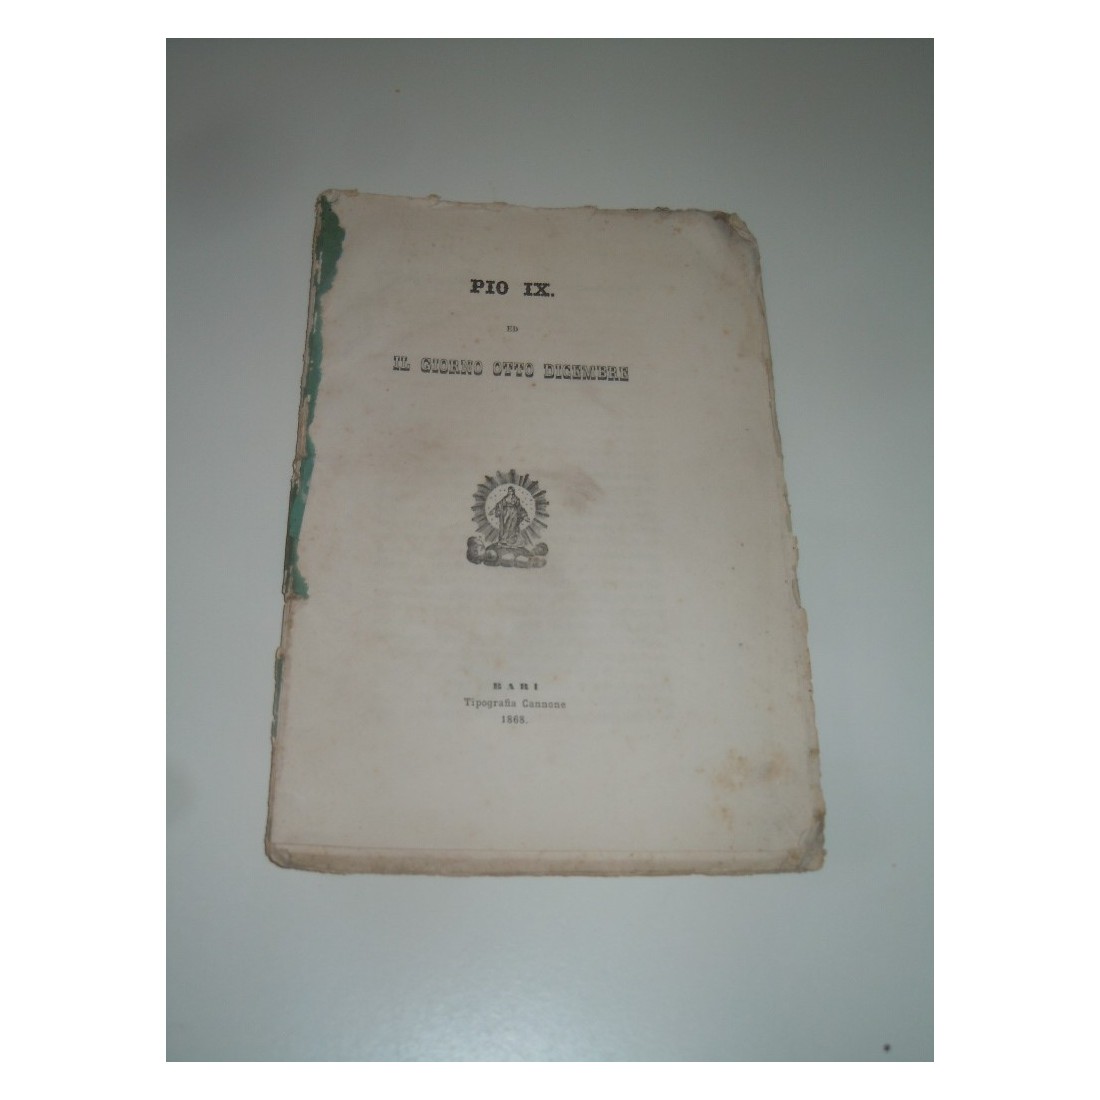 PIO IX.
ED
IL GIORNO OTTO DICEMBRE
BARI
Tipografia Cannone
1868.